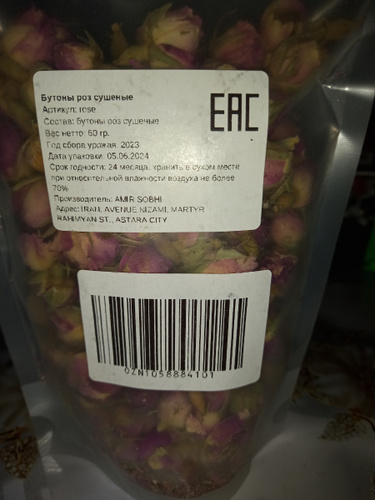 Бутоны роз сушеные
Артикул: rose
Состав: бутоны роз сушеные
Вес нетто: 60 гр.
Год сбора урожая: 2023
Дата упаковки: 05.06.2024
Срок годности: 24 месяца, хранить в сухом месте
при относительной влажности воздуха не более
70%
Производитель: AMIR SOBHI
Адрес: IRAN, AVENUE NIZAMI, MARTYR
RAHMYAN ST., ASTARA CITY
EAC
OZN1058884101